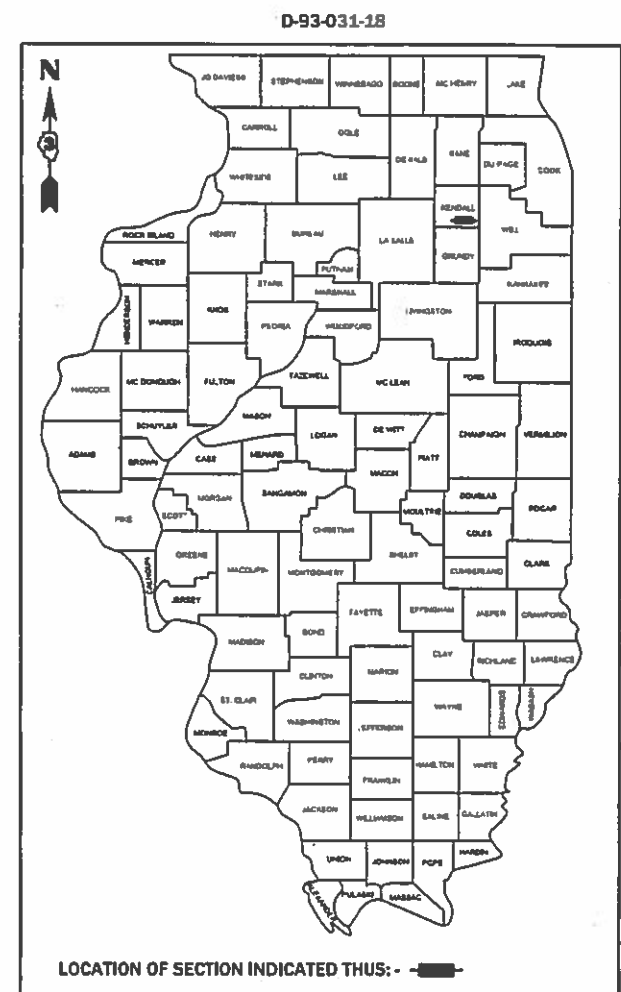 D-93-031-18
N
JO DAVIESS STEPHENSON WINNEBAGO BOONE MC HENRY LAKE
CARROLL OGLE
DE KALB KANE DU PAGE COOK
WHITESIDE LEE
KENDALL WILL
ROCK ISLAND HENRY BUREAU LA SALLE
GRUNDY
MERCER PUTNAM
STARK MARSHALL KANKAKEE
HENDERSON WARREN KNOX PEORIA WOODFORD LIVINGSTON
IROQUOIS
HANCOCK MC DONOUGH FULTON TAZEWELL MC LEAN FORD
MASON
SCHUYLER LOGAN DE WITT CHAMPAIGN VERMILION
ADAMS BROWN CASS MENARD PIATT
MACON
MORGAN SANGAMON DOUGLAS
PIKE SCOTT MOULTRIE EDGAR
CHRISTIAN COLES
GREENE SHELBY
CALHOUN MACOUPIN MONTGOMERY CUMBERLAND CLARK
JERSEY
FAYETTE EFFINGHAM JASPER CRAWFORD
MADISON BOND
CLAY RICHLAND LAWRENCE
CLINTON MARION
ST. CLAIR WAYNE EDWARDS WABASH
WASHINGTON JEFFERSON
MONROE
RANDOLPH PERRY HAMILTON WHITE
FRANKLIN
JACKSON WILLIAMSON SALINE GALLATIN
UNION JOHNSON POPE HARDIN
ALEXANDER PULASKI MASSAC
LOCATION OF SECTION INDICATED THUS: -